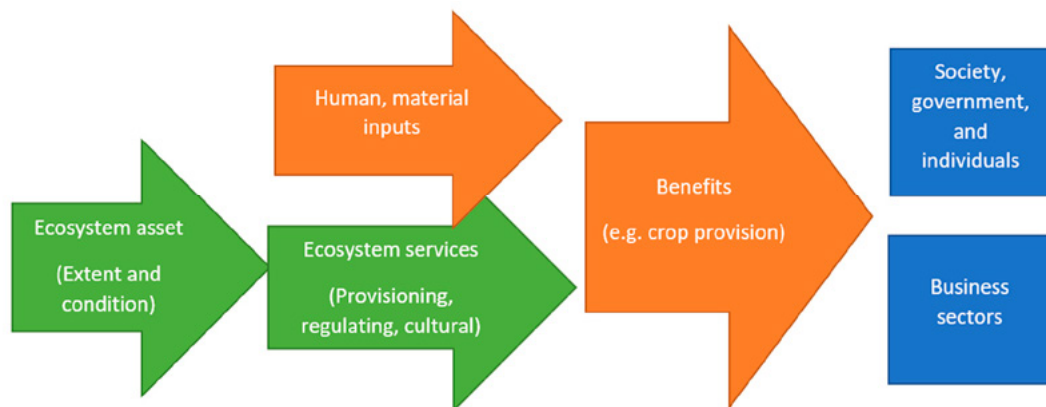 Human, material
inputs
Ecosystem asset
(Extent and
condition)
Ecosystem services
(Provisioning,
regulating, cultural)
Benefits
(e.g. crop provision)
Society,
government,
and
individuals
Business
sectors